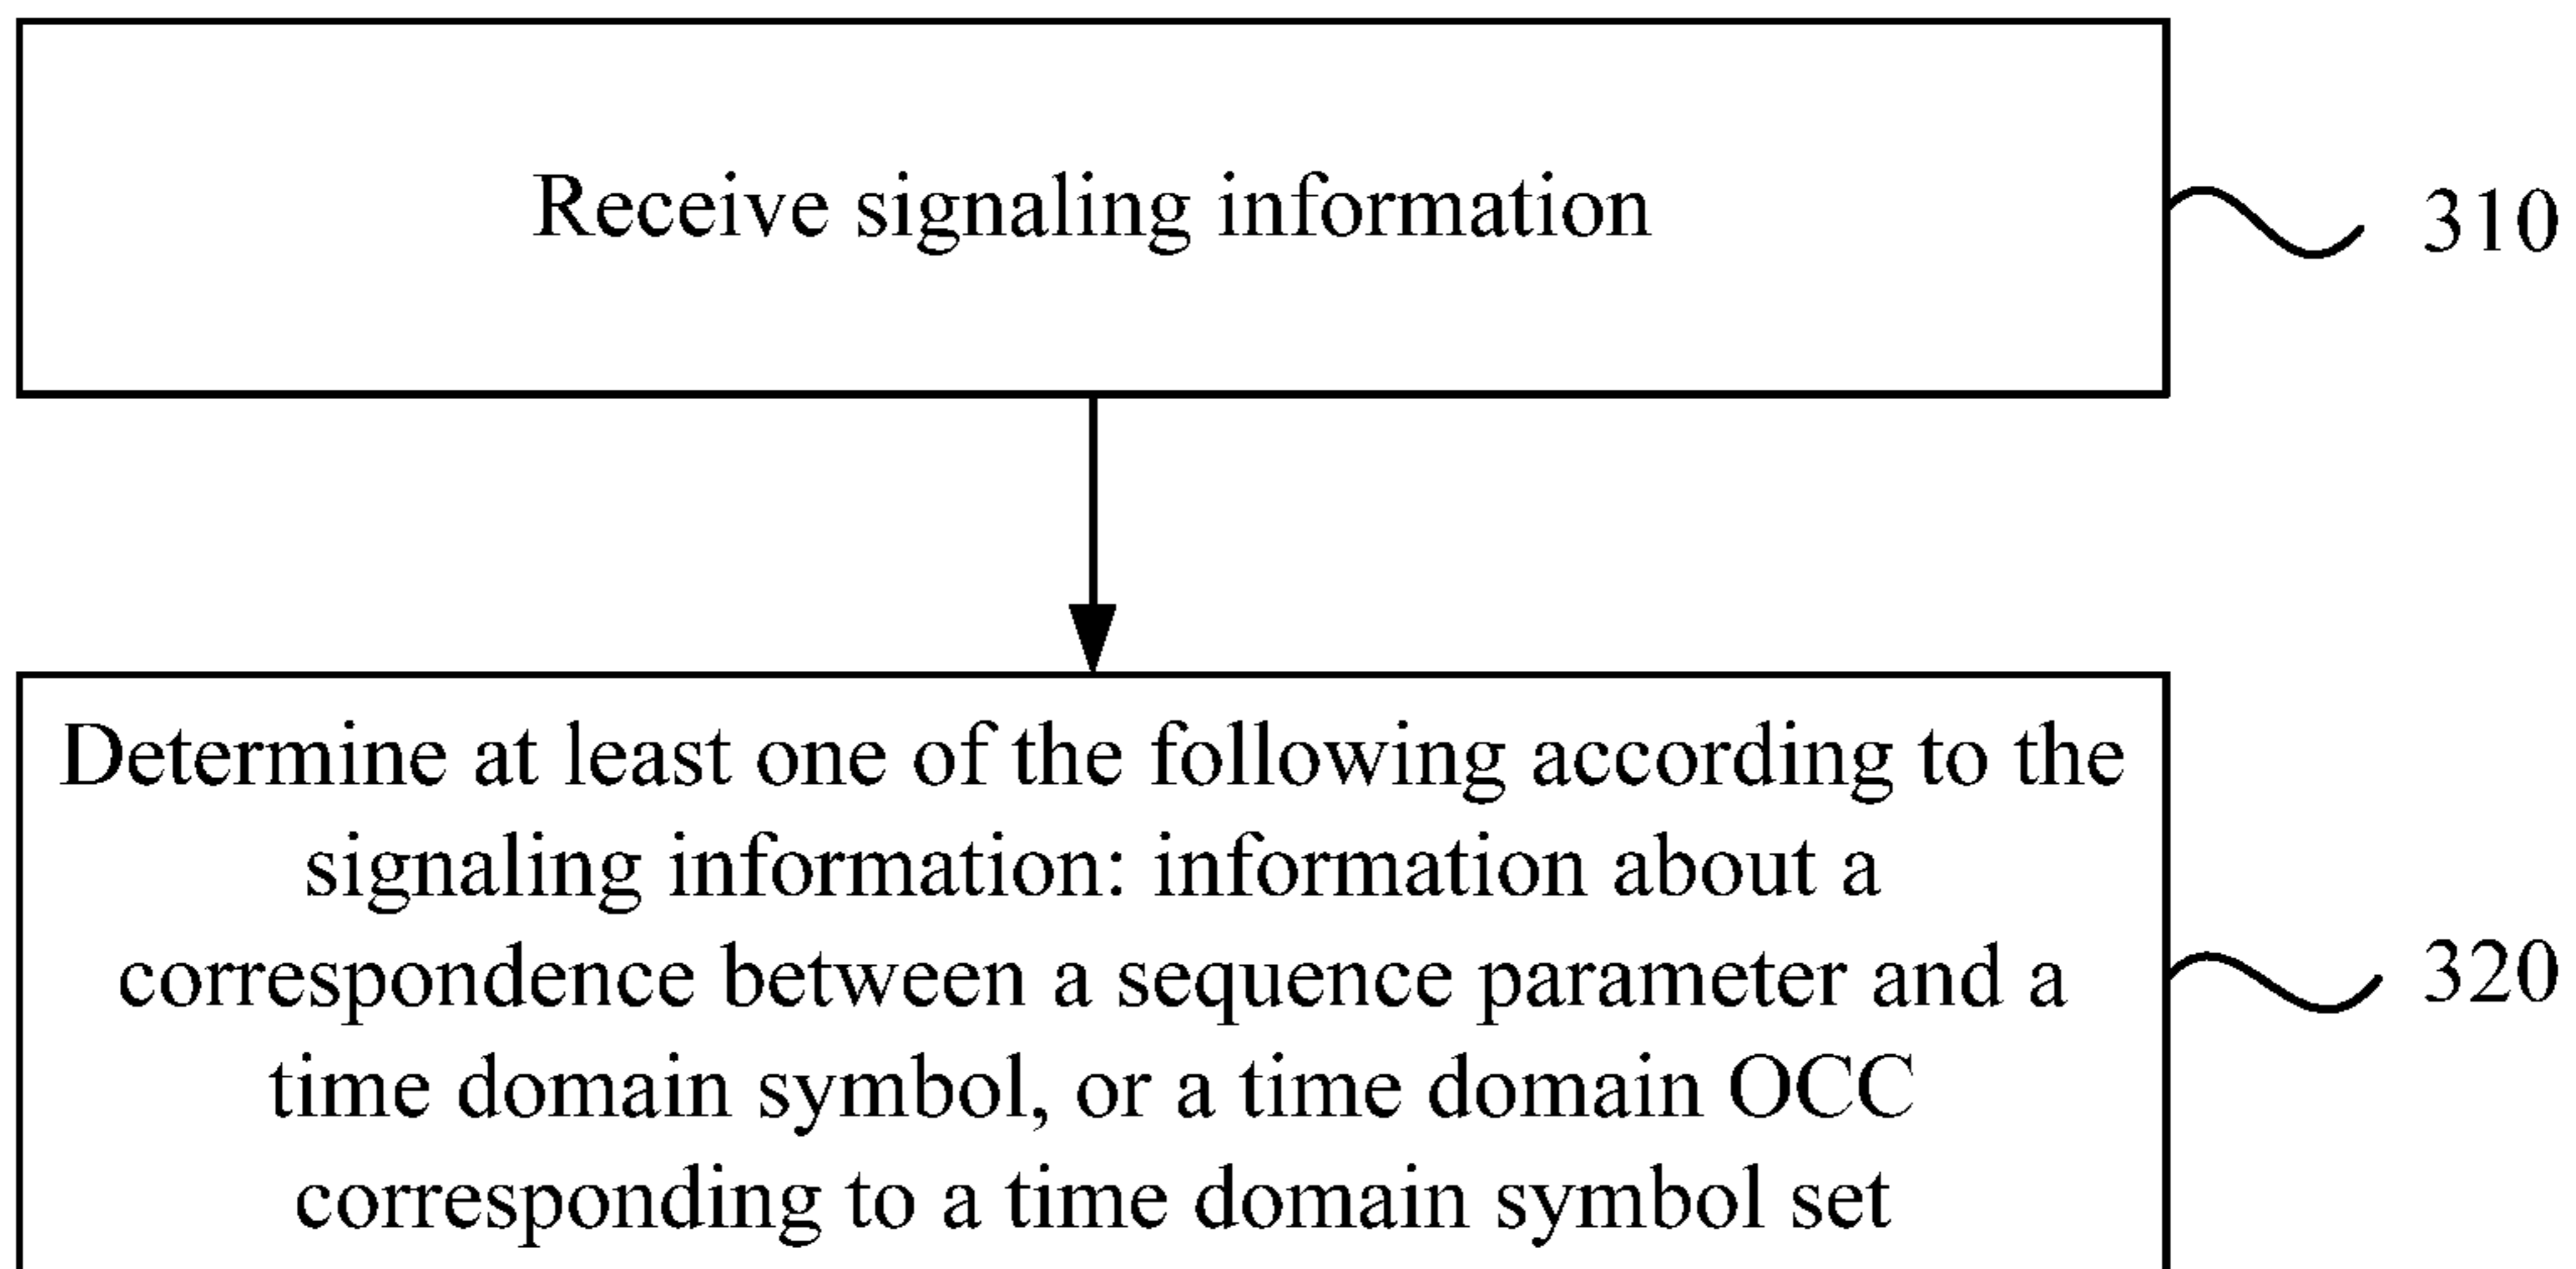 Receive signaling information
310
Determine at least one of the following according to the
signaling information: information about a
correspondence between a sequence parameter and a
time domain symbol, or a time domain OCC
corresponding to a time domain symbol set
320